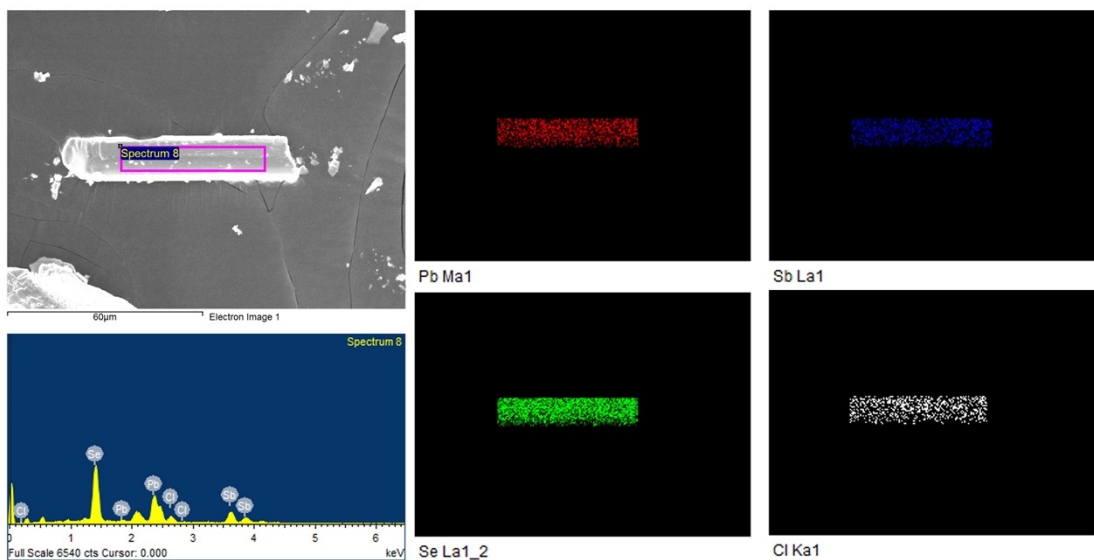 Spectrum 8
60µm
Electron Image 1
Pb Ma1
Sb La1
Spectrum 8
Se
Pb
Cl
Sb
Cl
Pb
Cl
Sb
0
1
2
3
4
5
6
Full Scale 6540 cts Cursor: 0.000
keV
Se La1_2
Cl Ka1